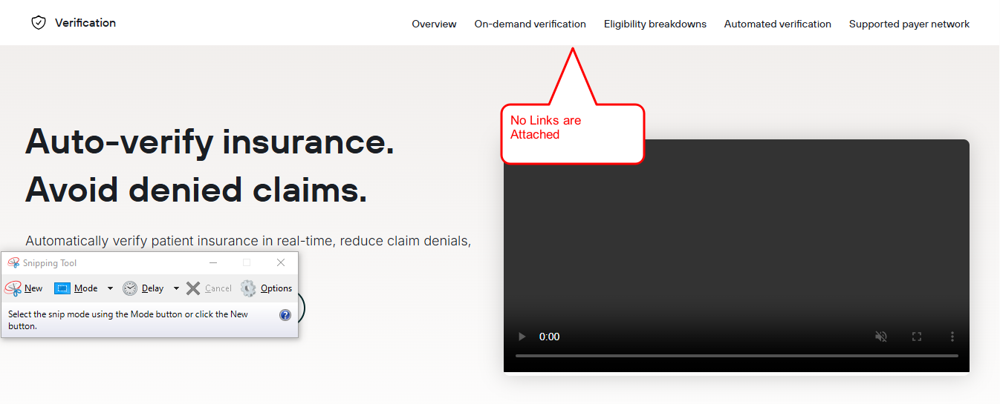 Verification
Overview On-demand verification Eligibility breakdowns Automated verification Supported payer network
No Links are
Attached
Auto-verify insurance.
Avoid denied claims.
Automatically verify patient insurance in real-time, reduce claim denials,
Snipping Tool
New Mode Delay Cancel Options
Select the snip mode using the Mode button or click the New
button.
0:00